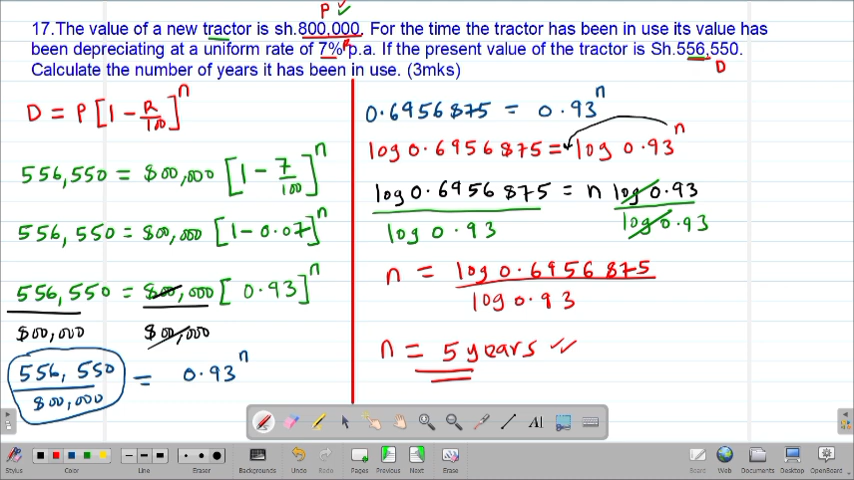 P
17.The value of a new tractor is sh.800,000. For the time the tractor has been in use its value has
been depreciating at a uniform rate of 7% p.a. If the present value of the tractor is Sh.556,550.
Calculate the number of years it has been in use. (3mks)
R
D
D = P[1 - R/100]^n
556,550 = 800,000 [1 - 7/100]^n
556,550 = 800,000 [1 - 0.07]^n
556,550 = 800,000 [ 0.93]^n
800,000 800,000
556,550 / 800,000 = 0.93^n
0.6956875 = 0.93^n
log 0.6956875 = log 0.93^n
log 0.6956875 = n log 0.93
log 0.93 log 0.93
n = log 0.6956875
log 0.93
n = 5 years ✓
Stylus Color Line Eraser Backgrounds Undo Redo Pages Previous Next Erase Board Web Documents Desktop OpenBoard